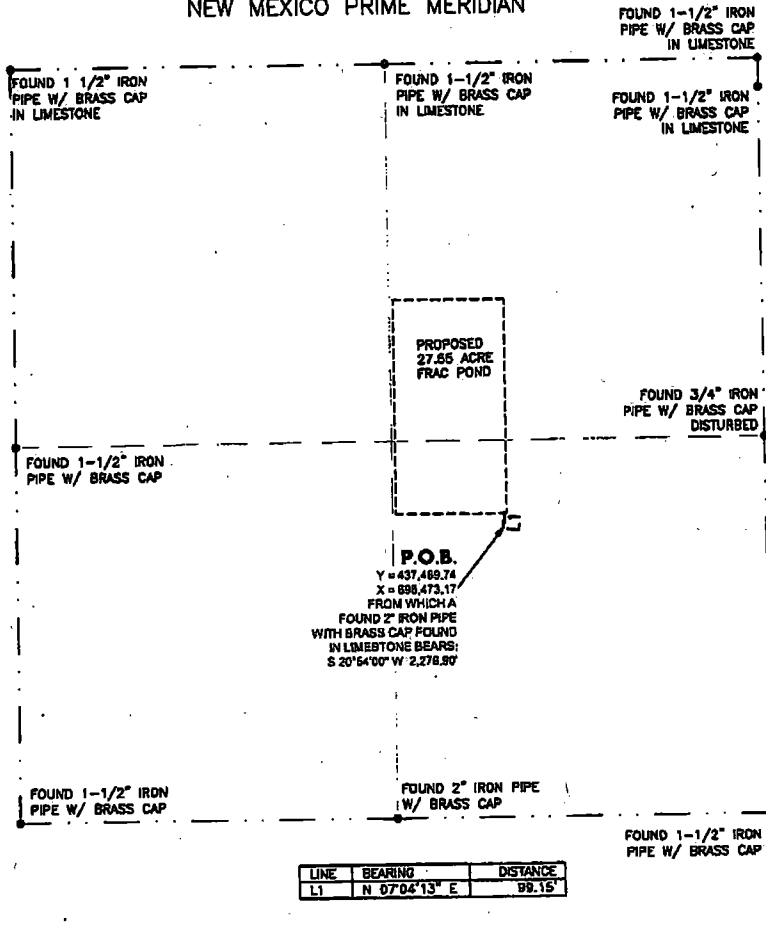 NEW MEXICO PRIME MERIDIAN
FOUND 1-1/2" IRON
PIPE W/ BRASS CAP
IN LIMESTONE
FOUND 1 1/2" IRON
PIPE W/ BRASS CAP
IN LIMESTONE
FOUND 1-1/2" IRON
PIPE W/ BRASS CAP
IN LIMESTONE
FOUND 1-1/2" IRON
PIPE W/ BRASS CAP
IN LIMESTONE
PROPOSED
27.65 ACRE
FRAC POND
FOUND 3/4" IRON
PIPE W/ BRASS CAP
DISTURBED
FOUND 1-1/2" IRON
PIPE W/ BRASS CAP
L1
P.O.B.
Y = 437,469.74
X = 698,473.17
FROM WHICH A
FOUND 2" IRON PIPE
WITH BRASS CAP FOUND
IN LIMESTONE BEARS:
S 20°54'00" W 2,276.90'
FOUND 1-1/2" IRON
PIPE W/ BRASS CAP
FOUND 2" IRON PIPE
W/ BRASS CAP
FOUND 1-1/2" IRON
PIPE W/ BRASS CAP
LINE BEARING DISTANCE
L1 N 07°04'13" E 99.15'